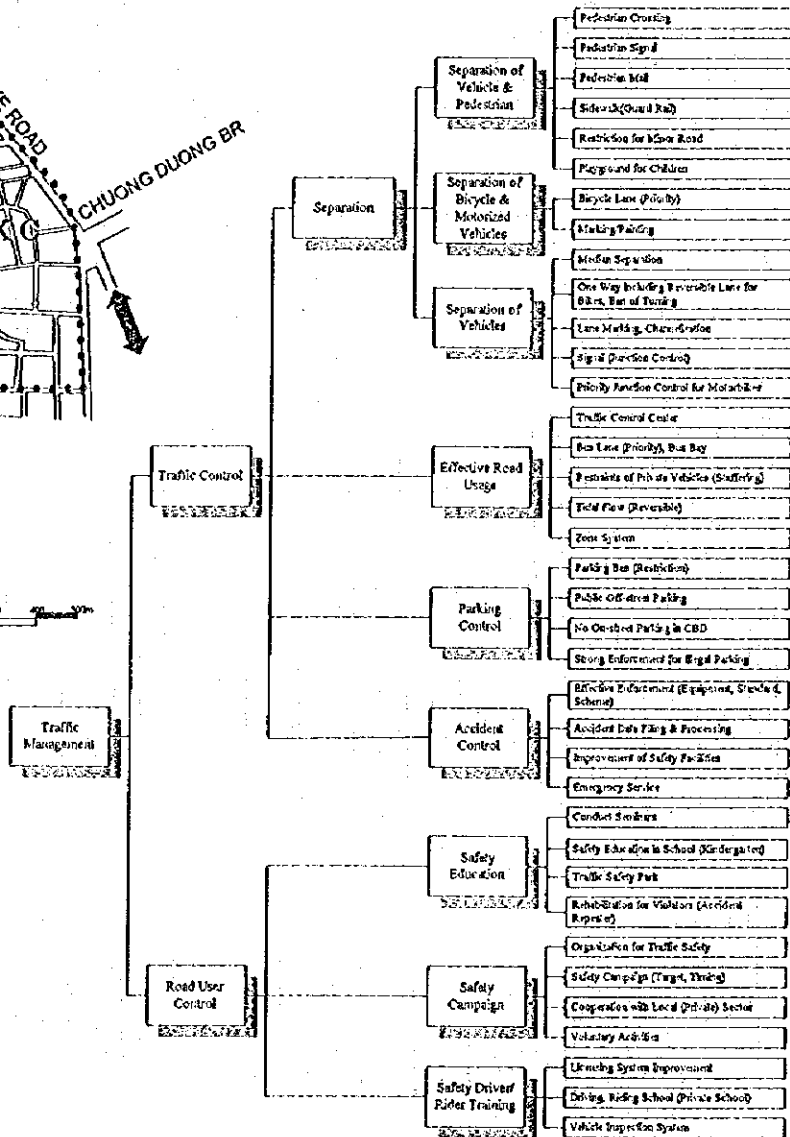 KE ROAD
CHUONG DUONG BR
400 500m
Traffic
Management
Traffic Control
Road User
Control
Separation
Separation of
Vehicle &
Pedestrian
Separation of
Bicycle &
Motorized
Vehicles
Separation of
Vehicles
Effective Road
Usage
Parking
Control
Accident
Control
Safety
Education
Safety
Campaign
Safety Driver/
Rider Training
Pedestrian Crossing
Pedestrian Signal
Pedestrian Mall
Sidewalk(Guard Rail)
Restriction for Minor Road
Playground for Children
Bicycle Lane (Priority)
Marking/Painting
Median Separation
One Way Including Reversible Lane for
Bikes, Ban of Turning
Lane Marking, Channelization
Signal (Junction Control)
Priority Junction Control for Motorbikes
Traffic Control Center
Bus Lane (Priority), Bus Bay
Restraints of Private Vehicles (Staffering)
Tidal Flow (Reversible)
Zone System
Parking Ban (Restriction)
Public Off-street Parking
No On-street Parking in CBD
Strong Enforcement for Illegal Parking
Effective Enforcement (Equipment, Standard,
Scheme)
Accident Data Filing & Processing
Improvement of Safety Facilities
Emergency Service
Conduct Seminars
Safety Education in School (Kindergarten)
Traffic Safety Park
Rehabilitation for Violators (Accident
Repeater)
Organization for Traffic Safety
Safety Campaign (Target, Timing)
Cooperation with Local (Private) Sector
Voluntary Activities
Licensing System Improvement
Driving, Riding School (Private School)
Vehicle Inspection System